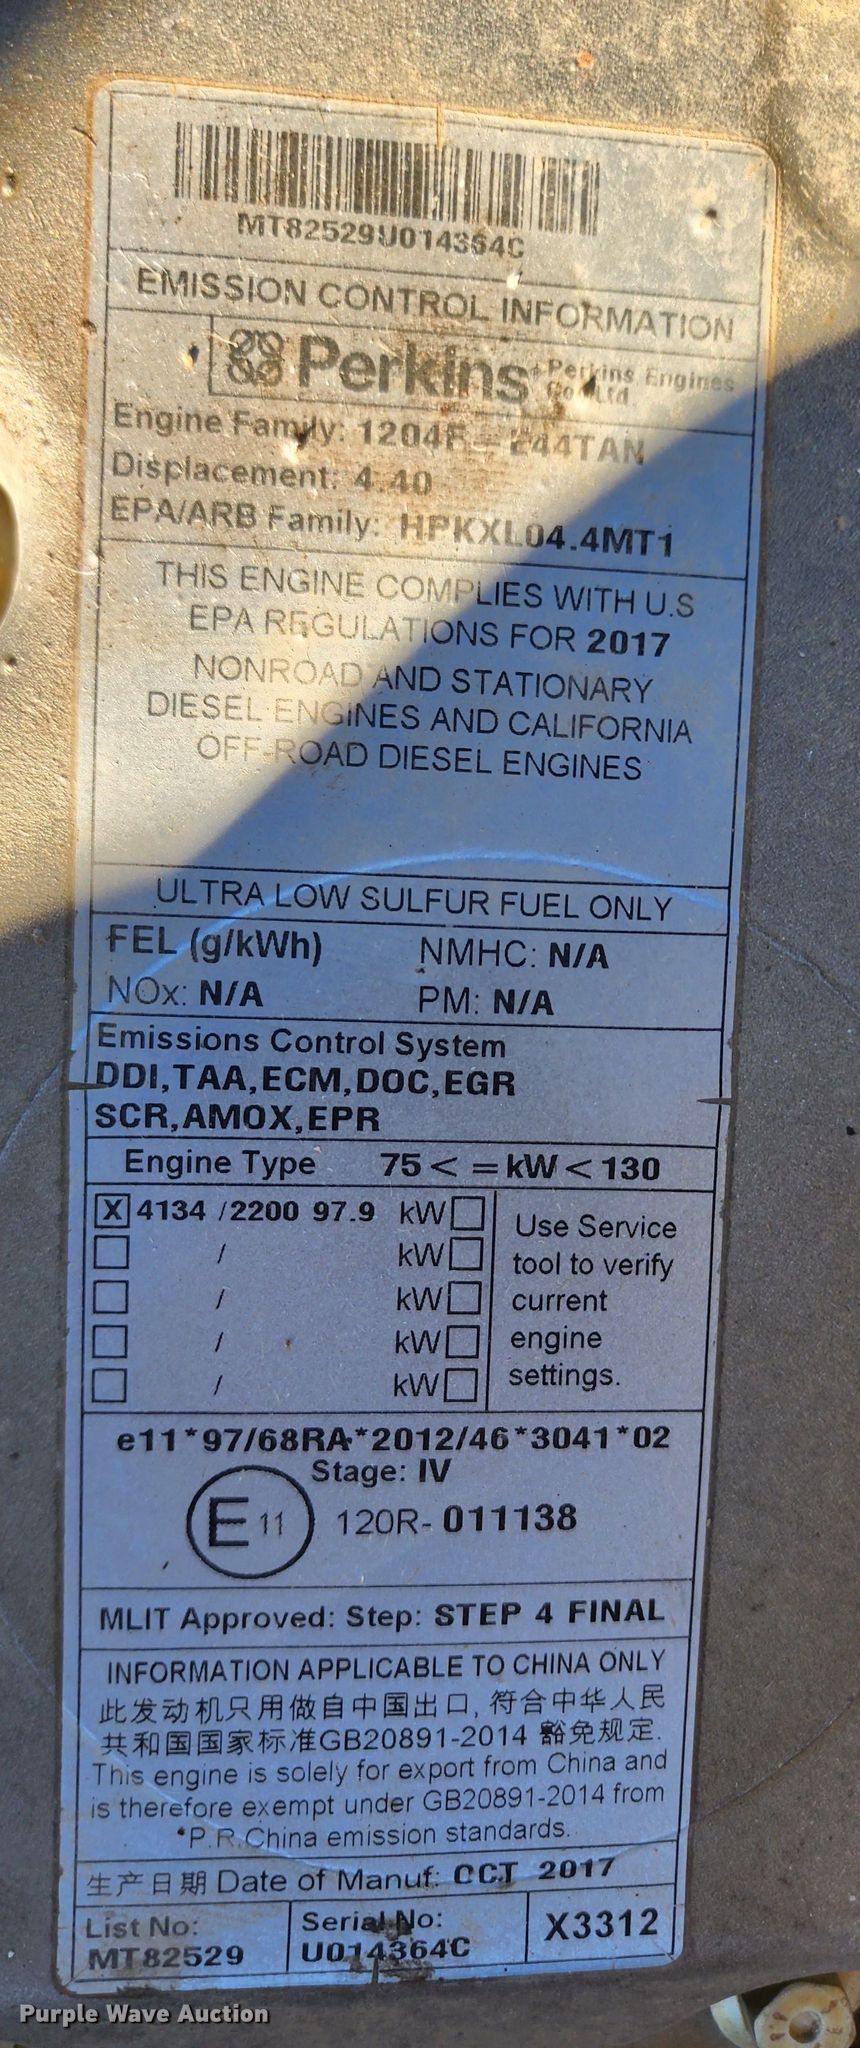 MT82529U014364C
EMISSION CONTROL INFORMATION
Perkins
Perkins Engines
Co Ltd
Engine Family: 1204F - E44TAN
Displacement: 4.40
EPA/ARB Family: HPKXL04.4MT1
THIS ENGINE COMPLIES WITH U.S
EPA REGULATIONS FOR 2017
NONROAD AND STATIONARY
DIESEL ENGINES AND CALIFORNIA
OFF-ROAD DIESEL ENGINES
ULTRA LOW SULFUR FUEL ONLY
FEL (g/kWh) NMHC: N/A
NOx: N/A PM: N/A
Emissions Control System
DDI,TAA,ECM,DOC,EGR
SCR,AMOX,EPR
Engine Type 75 < = kW < 130
X 4134 /2200 97.9 kW
/ kW
/ kW
/ kW
/ kW
Use Service
tool to verify
current
engine
settings.
e11*97/68RA*2012/46*3041*02
Stage: IV
E 11 120R- 011138
MLIT Approved: Step: STEP 4 FINAL
INFORMATION APPLICABLE TO CHINA ONLY
此发动机只用做自中国出口, 符合中华人民
共和国国家标准GB20891-2014 豁免规定.
This engine is solely for export from China and
is therefore exempt under GB20891-2014 from
P.R.China emission standards.
生产日期 Date of Manuf: OCT 2017
List No:
MT82529
Serial No:
U014364C
X3312
Purple Wave Auction